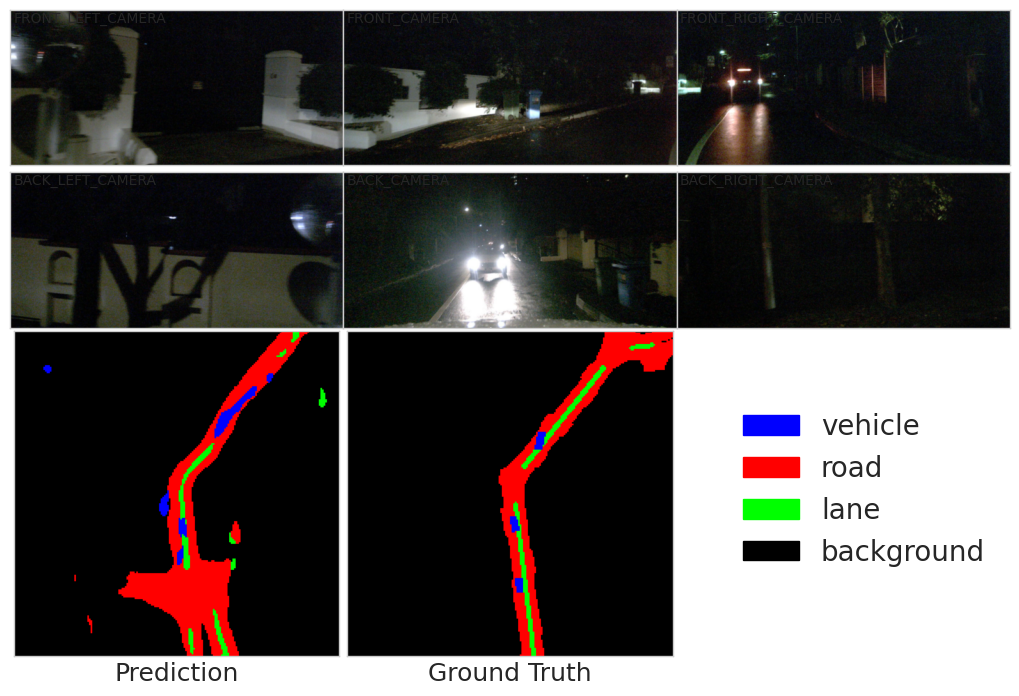 FRONT_LEFT_CAMERA
FRONT_CAMERA
FRONT_RIGHT_CAMERA
BACK_LEFT_CAMERA
BACK_CAMERA
BACK_RIGHT_CAMERA
vehicle
road
lane
background
Prediction
Ground Truth